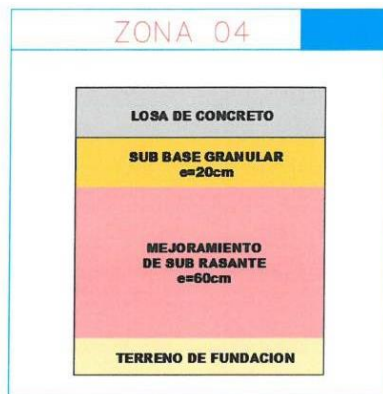 ZONA 04
LOSA DE CONCRETO
SUB BASE GRANULAR
e=20cm
MEJORAMIENTO
DE SUB RASANTE
e=60cm
TERRENO DE FUNDACION